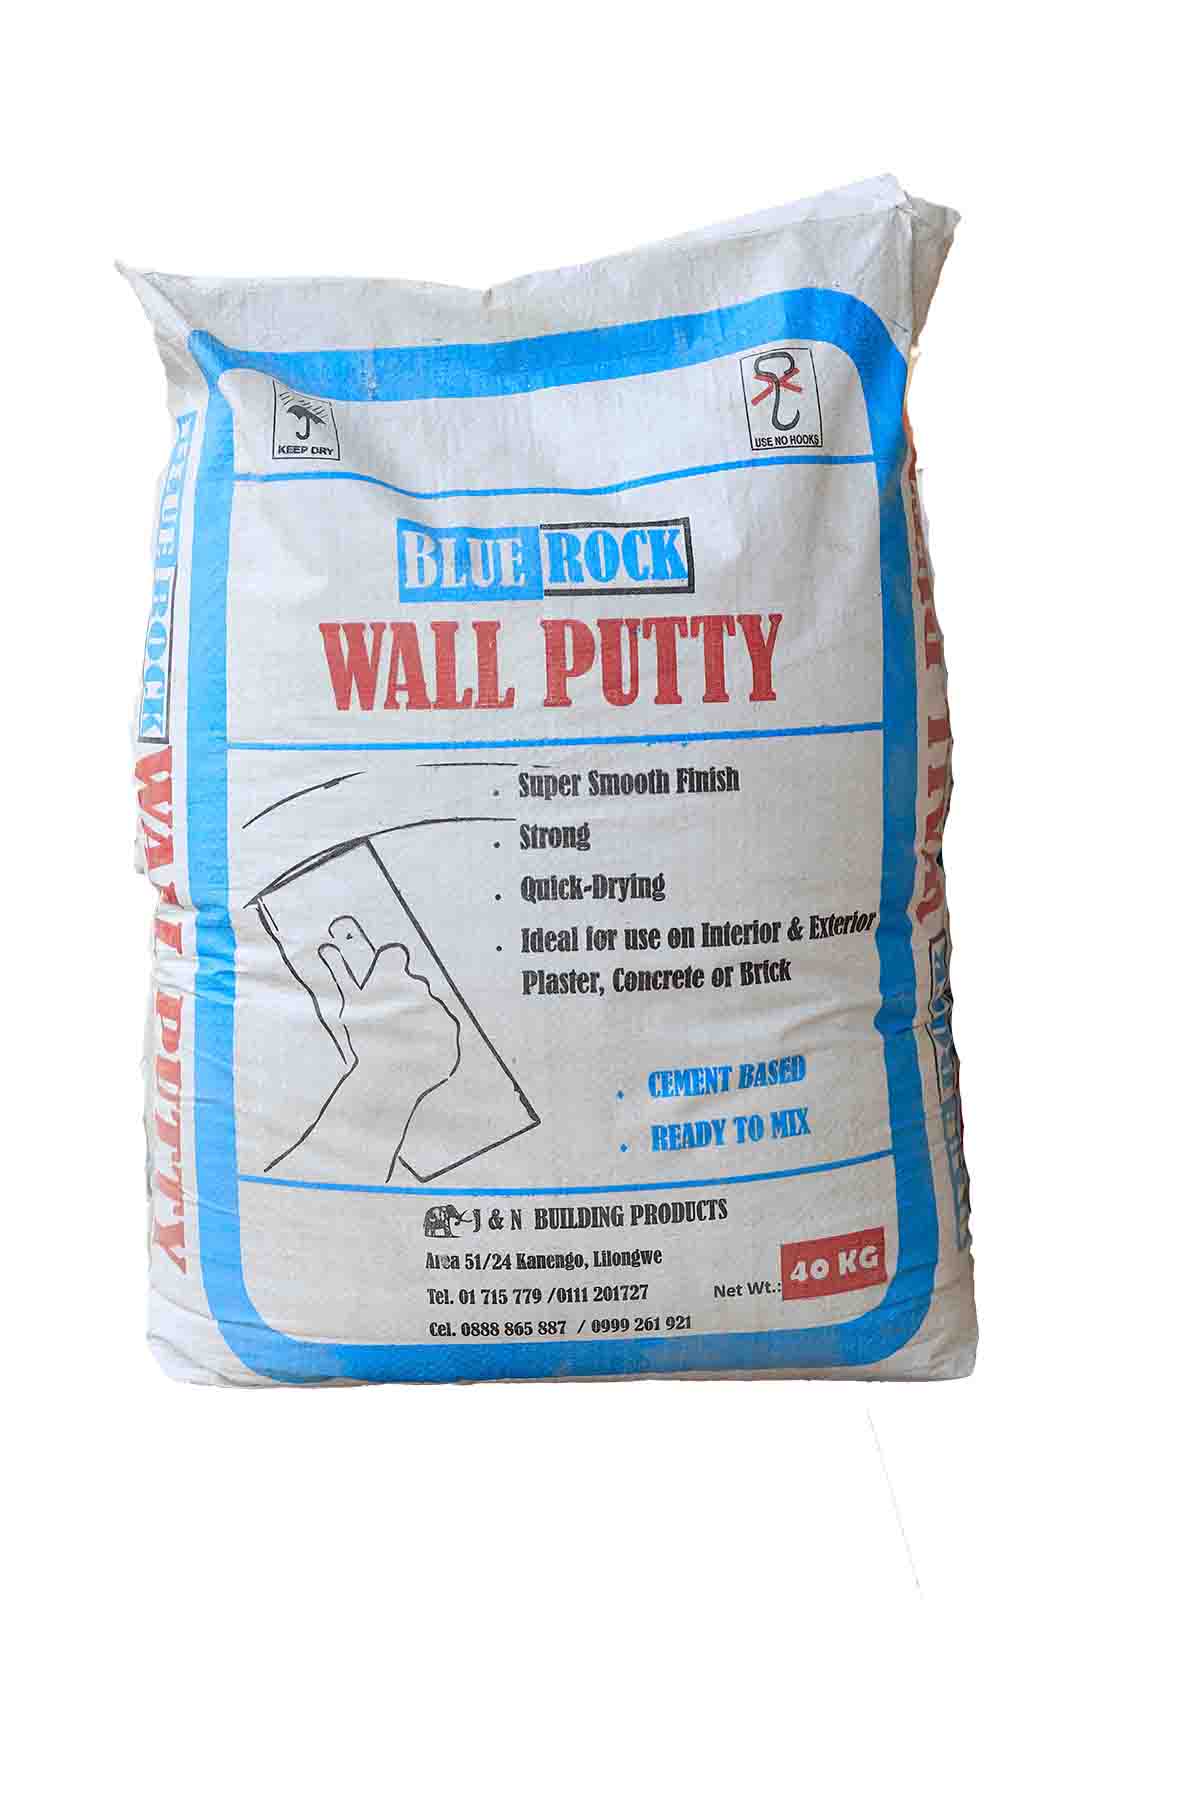 KEEP DRY
USE NO HOOKS
BLUE ROCK
WALL PUTTY
. Super Smooth Finish
. Strong
. Quick-Drying
. Ideal for use on Interior & Exterior
Plaster, Concrete or Brick
. CEMENT BASED
. READY TO MIX
J & N BUILDING PRODUCTS
Area 51/24 Kanengo, Lilongwe
Tel. 01 715 779 /0111 201727
Cel. 0888 865 887 / 0999 261 921
Net Wt.: 40 KG
BLUE ROCK WALL PUTTY
WALL PUTTY